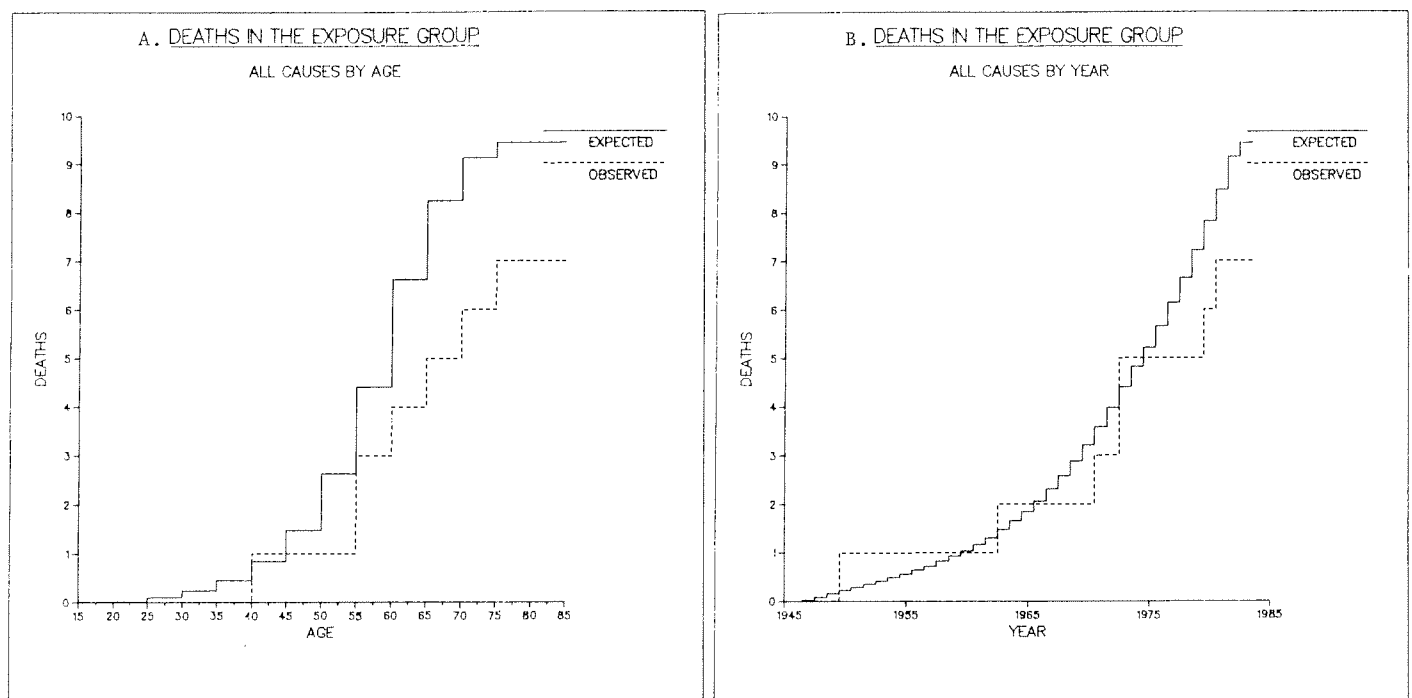 A. DEATHS IN THE EXPOSURE GROUP
ALL CAUSES BY AGE
10
9
8
7
6
5
4
3
2
1
0
DEATHS
EXPECTED
OBSERVED
15 20 25 30 35 40 45 50 55 60 65 70 75 80 85
AGE
B. DEATHS IN THE EXPOSURE GROUP
ALL CAUSES BY YEAR
10
9
8
7
6
5
4
3
2
1
0
DEATHS
EXPECTED
OBSERVED
1945 1955 1965 1975 1985
YEAR